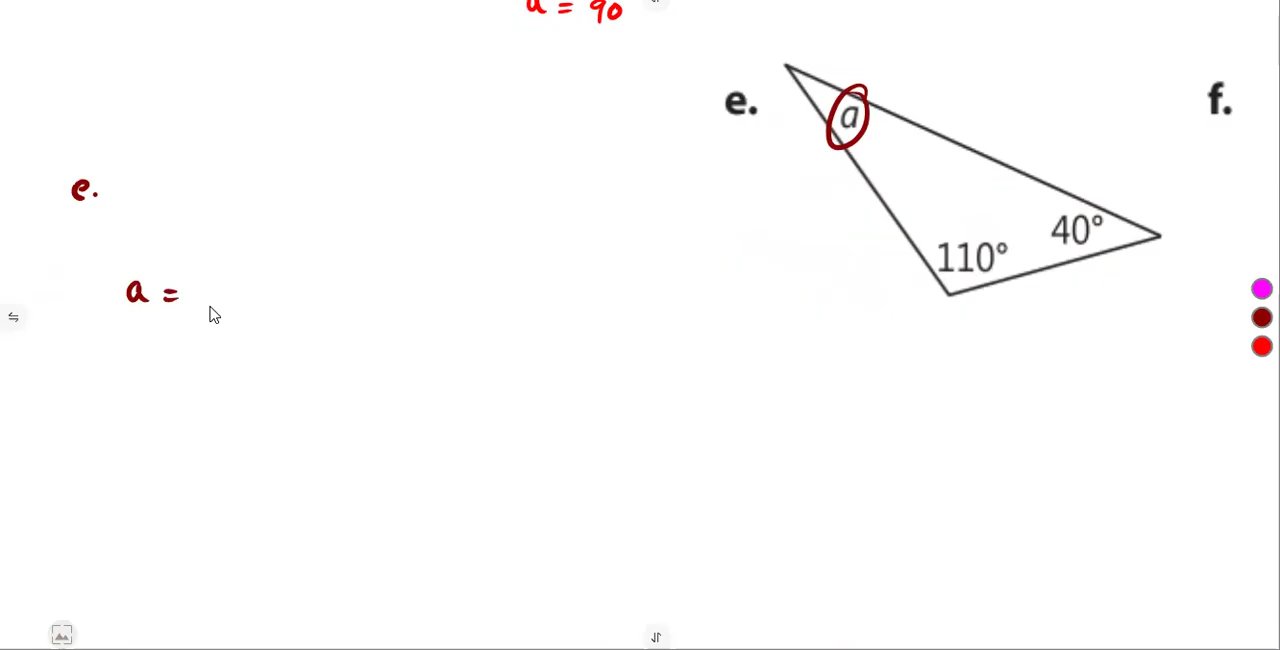 a = 90
e.
a
f.
40°
110°
e.
a =